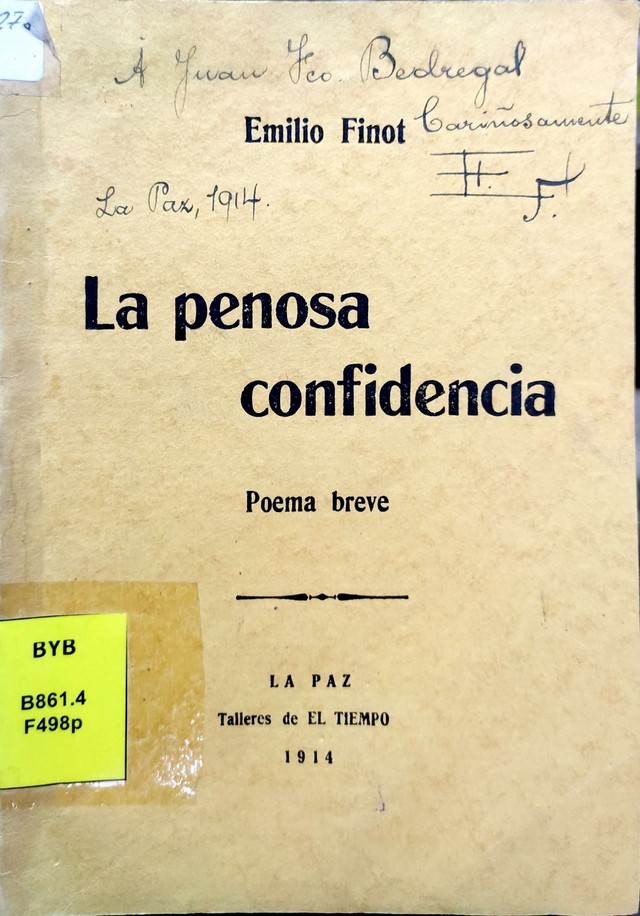 27.
Á Juan Fco. Bedregal
Emilio Finot
Cariñosamente
La Paz, 1914.
La penosa
confidencia
Poema breve
BYB
B861.4
F498p
LA PAZ
Talleres de EL TIEMPO
1914